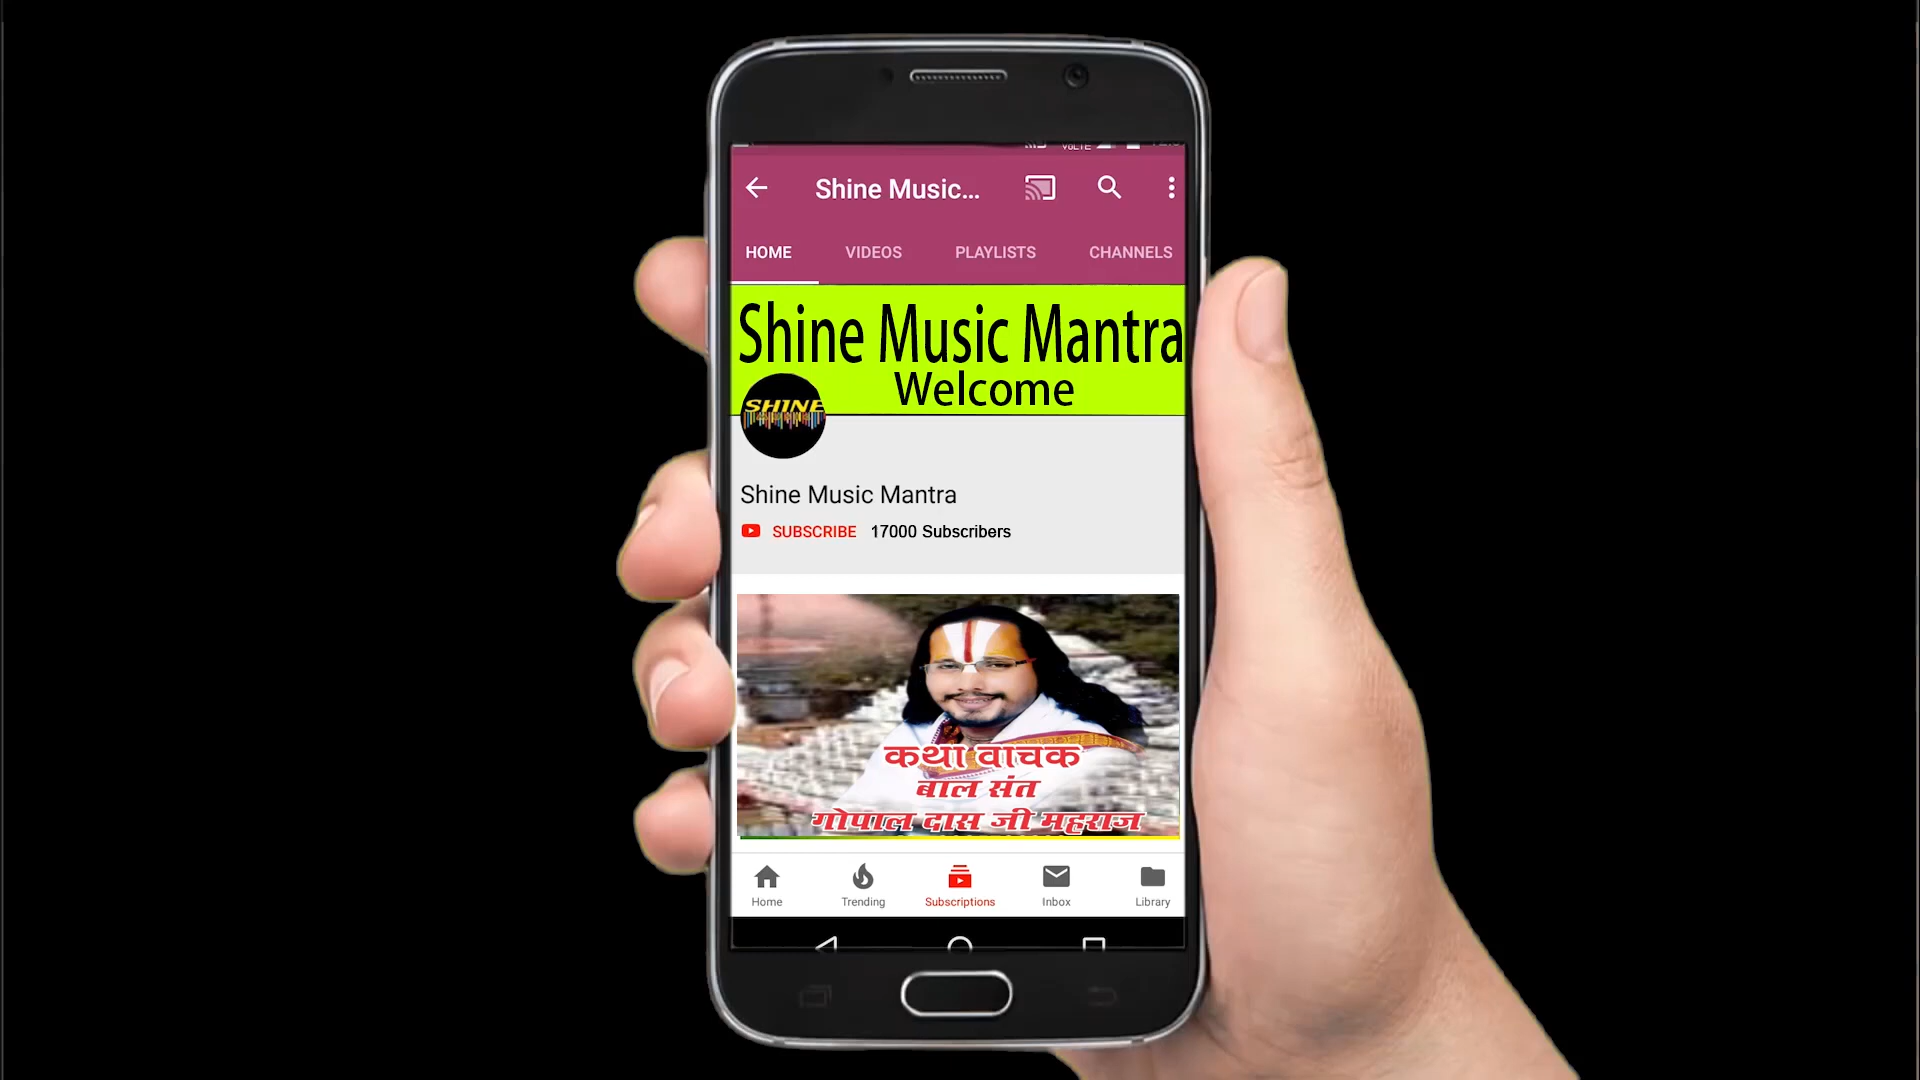 VoLTE
Shine Music...
HOME VIDEOS PLAYLISTS CHANNELS
Shine Music Mantra
Welcome
SHINE
Shine Music Mantra
SUBSCRIBE 17000 Subscribers
कथा वाचक
बाल संत
गोपाल दास जी महराज
Home Trending Subscriptions Inbox Library